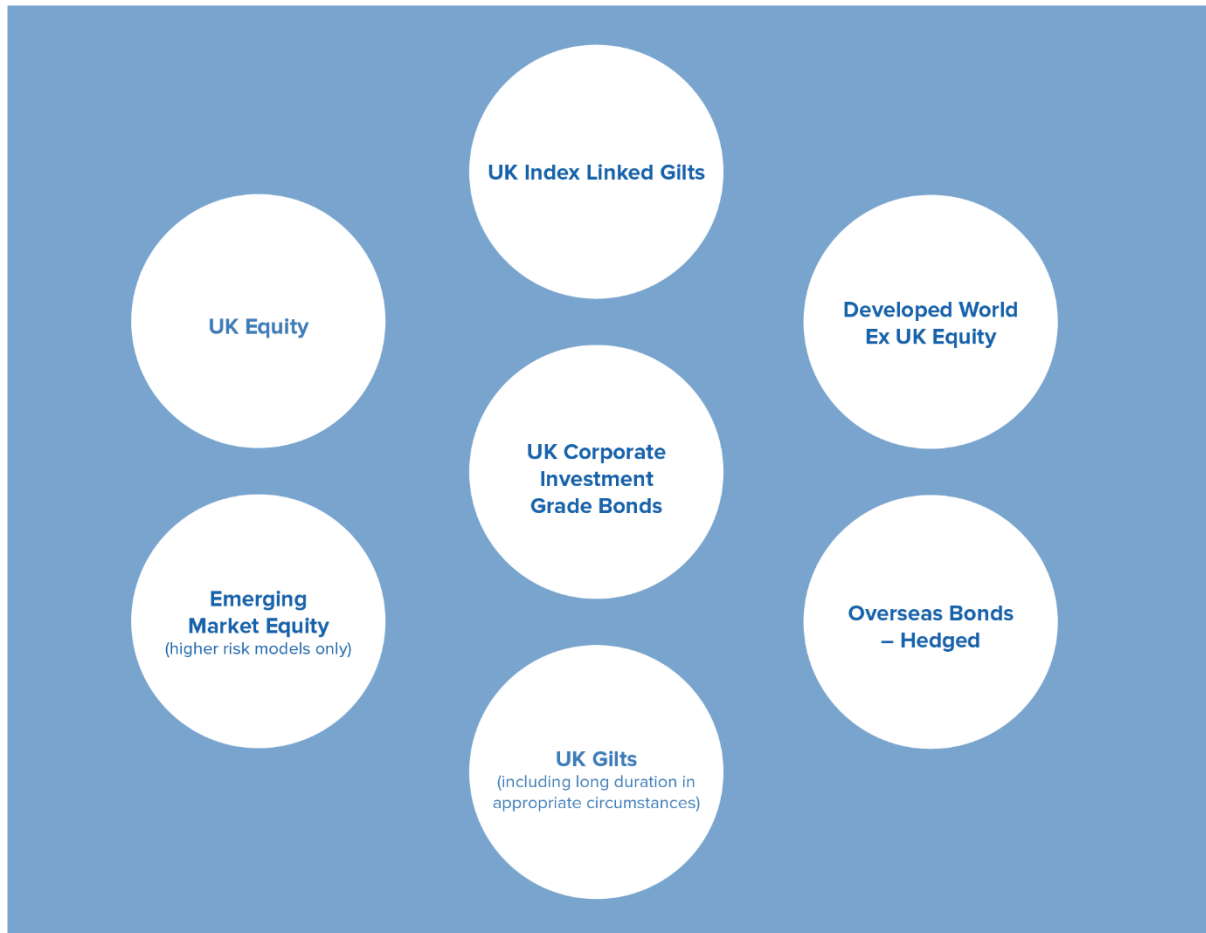 UK Index Linked Gilts
UK Equity
Developed World
Ex UK Equity
UK Corporate
Investment
Grade Bonds
Emerging
Market Equity
(higher risk models only)
Overseas Bonds
– Hedged
UK Gilts
(including long duration in
appropriate circumstances)